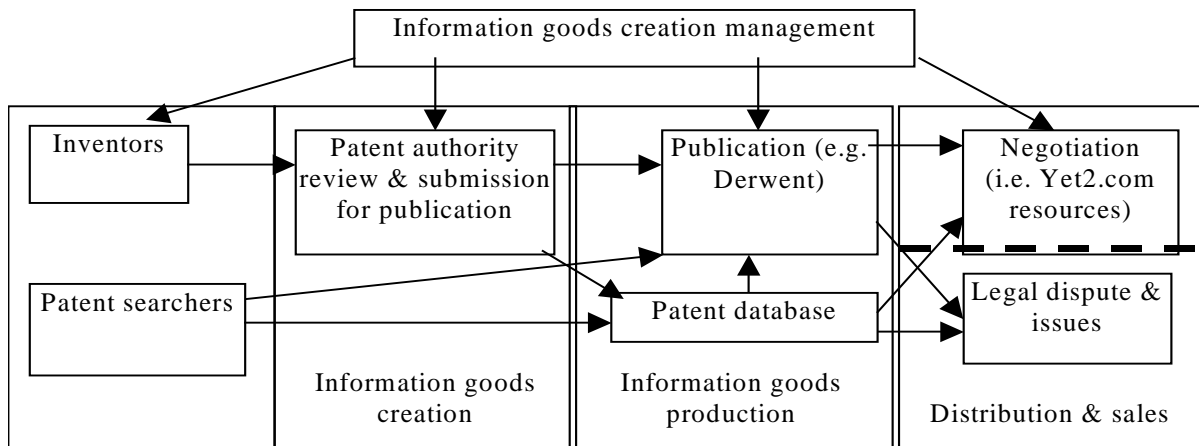 Information goods creation management
Inventors
Patent authority
review & submission
for publication
Publication (e.g.
Derwent)
Negotiation
(i.e. Yet2.com
resources)
Patent searchers
Patent database
Legal dispute &
issues
Information goods
creation
Information goods
production
Distribution & sales